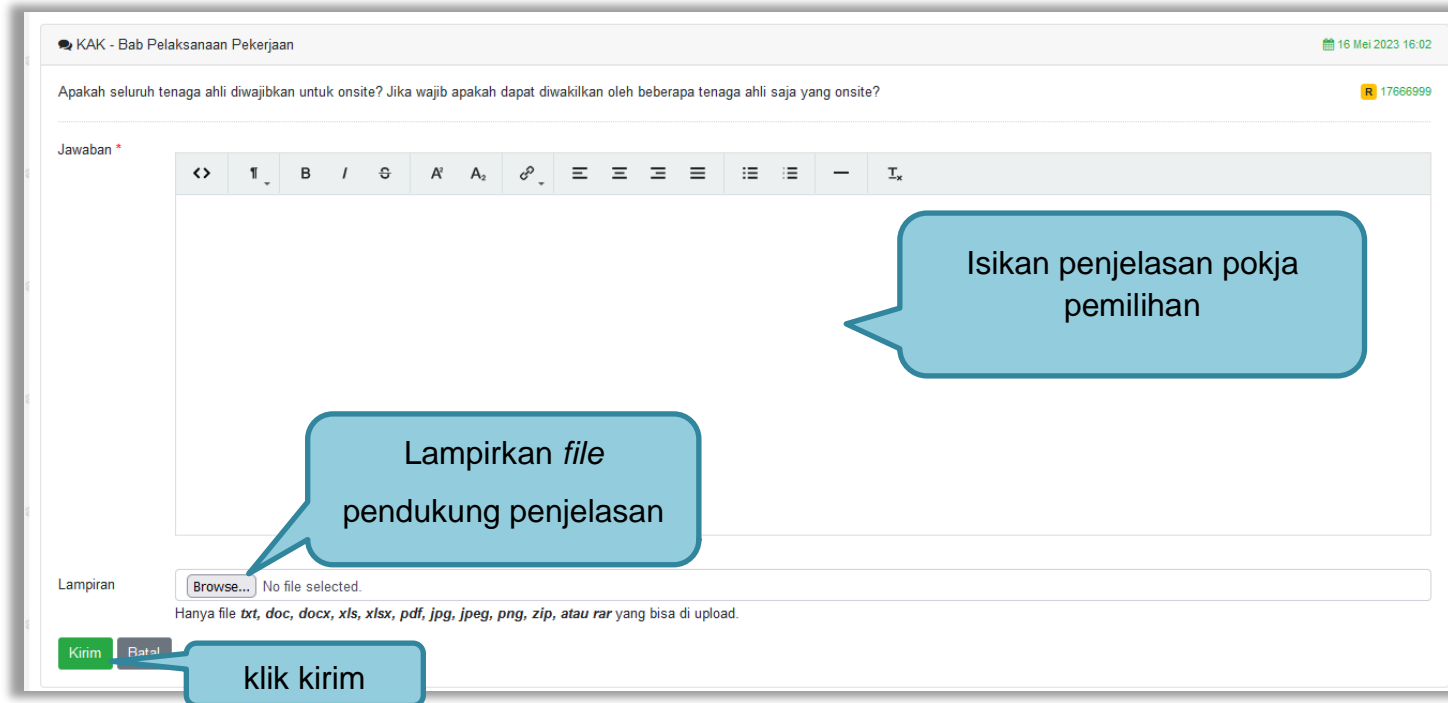 KAK - Bab Pelaksanaan Pekerjaan
16 Mei 2023 16:02
Apakah seluruh tenaga ahli diwajibkan untuk onsite? Jika wajib apakah dapat diwakilkan oleh beberapa tenaga ahli saja yang onsite?
R 17666999
Jawaban *
Isikan penjelasan pokja
pemilihan
Lampirkan file
pendukung penjelasan
Lampiran
Browse... No file selected.
Hanya file txt, doc, docx, xls, xlsx, pdf, jpg, jpeg, png, zip, atau rar yang bisa di upload.
Kirim
Batal
klik kirim